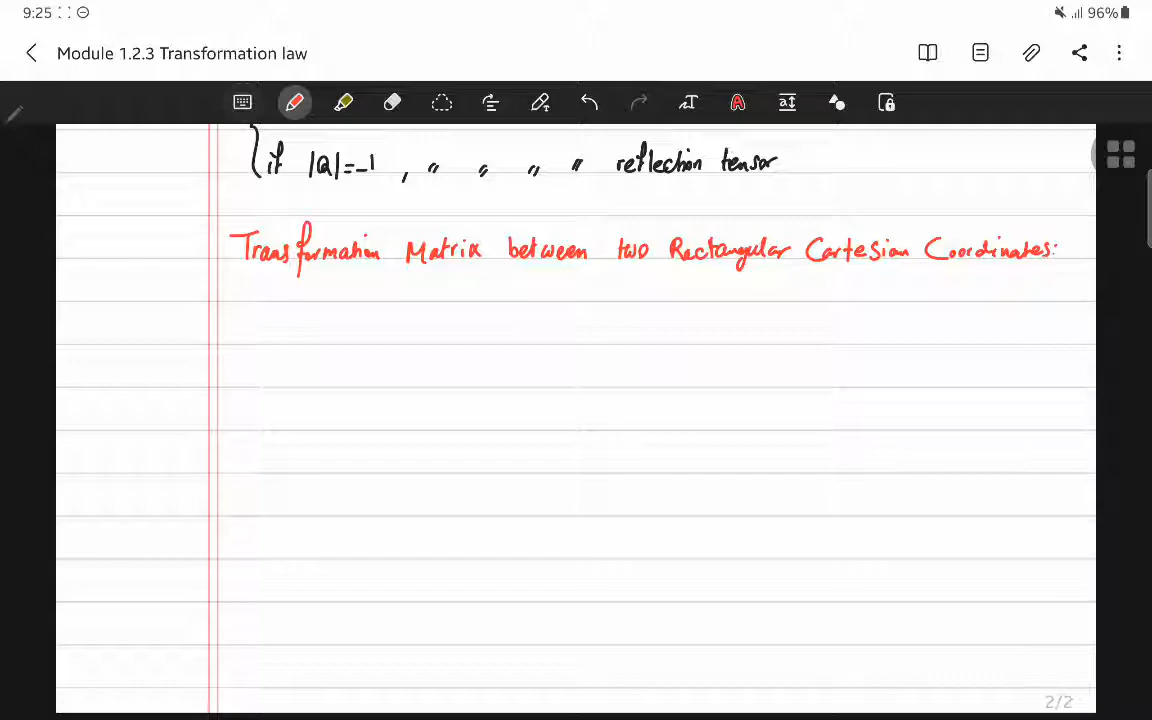 9:25 96%
Module 1.2.3 Transformation law
if |Q|=-1, " " " " reflection tensor
Transformation Matrix between two Rectangular Cartesian Coordinates:
2/2